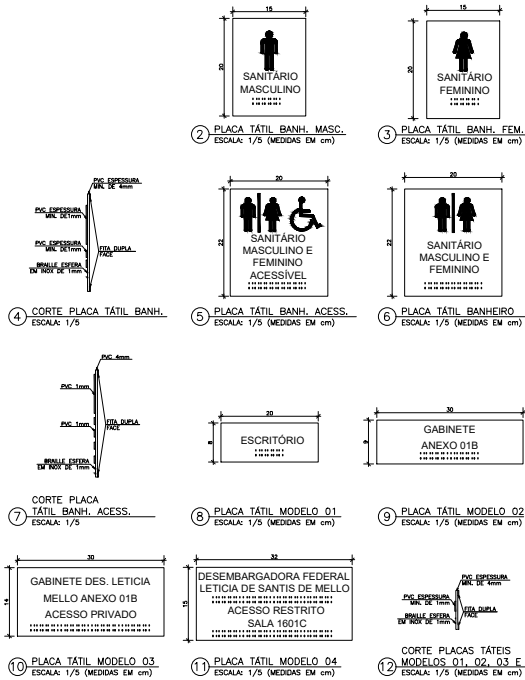 15
20
SANITÁRIO
MASCULINO
2 PLACA TÁTIL BANH. MASC.
ESCALA: 1/5 (MEDIDAS EM cm)
15
20
SANITÁRIO
FEMININO
3 PLACA TÁTIL BANH. FEM.
ESCALA: 1/5 (MEDIDAS EM cm)
PVC ESPESSURA
MIN. DE 4mm
PVC ESPESSURA
MIN. DE1mm
PVC ESPESSURA
MIN. DE1mm
FITA DUPLA
FACE
BRAILLE ESFERA
EM INOX DE 1mm
4 CORTE PLACA TÁTIL BANH.
ESCALA: 1/5
20
22
SANITÁRIO
MASCULINO E
FEMININO
ACESSÍVEL
5 PLACA TÁTIL BANH. ACESS.
ESCALA: 1/5 (MEDIDAS EM cm)
20
22
SANITÁRIO
MASCULINO E
FEMININO
6 PLACA TÁTIL BANHEIRO
ESCALA: 1/5 (MEDIDAS EM cm)
PVC 4mm
PVC 1mm
PVC 1mm
FITA DUPLA
FACE
BRAILLE ESFERA
EM INOX DE 1mm
CORTE PLACA
7 TÁTIL BANH. ACESS.
ESCALA: 1/5
20
8
ESCRITÓRIO
8 PLACA TÁTIL MODELO 01
ESCALA: 1/5 (MEDIDAS EM cm)
30
9
GABINETE
ANEXO 01B
9 PLACA TÁTIL MODELO 02
ESCALA: 1/5 (MEDIDAS EM cm)
30
14
GABINETE DES. LETICIA
MELLO ANEXO 01B
ACESSO PRIVADO
10 PLACA TÁTIL MODELO 03
ESCALA: 1/5 (MEDIDAS EM cm)
32
15
DESEMBARGADORA FEDERAL
LETICIA DE SANTIS DE MELLO
ACESSO RESTRITO
SALA 1601C
11 PLACA TÁTIL MODELO 04
ESCALA: 1/5 (MEDIDAS EM cm)
PVC ESPESSURA
MIN. DE 4mm
PVC ESPESSURA
MIN. DE 1mm
FITA DUPLA
FACE
BRAILLE ESFERA
EM INOX DE 1mm
CORTE PLACAS TÁTEIS
12 MODELOS 01, 02, 03 E
ESCALA: 1/5 (MEDIDAS EM cm)